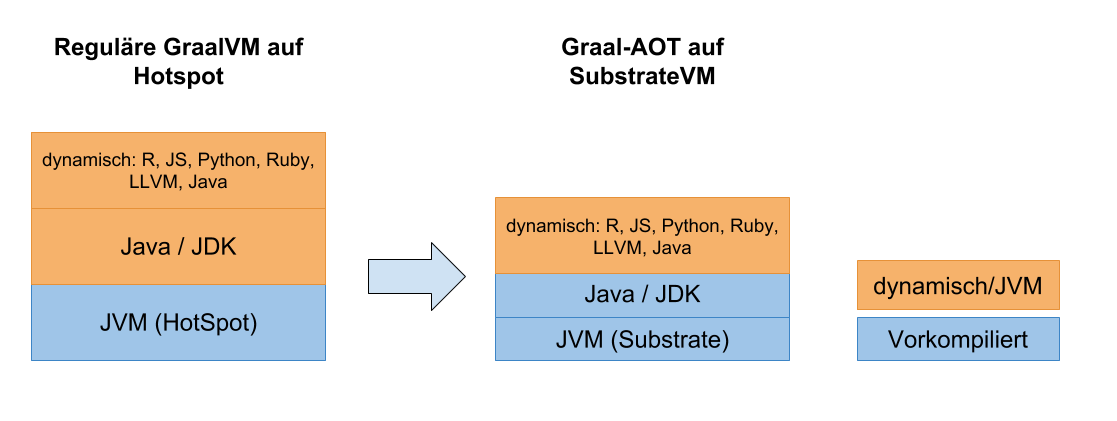 Reguläre GraalVM auf
Hotspot
dynamisch: R, JS, Python, Ruby,
LLVM, Java
Java / JDK
JVM (HotSpot)
Graal-AOT auf
SubstrateVM
dynamisch: R, JS, Python, Ruby,
LLVM, Java
Java / JDK
JVM (Substrate)
dynamisch/JVM
Vorkompiliert